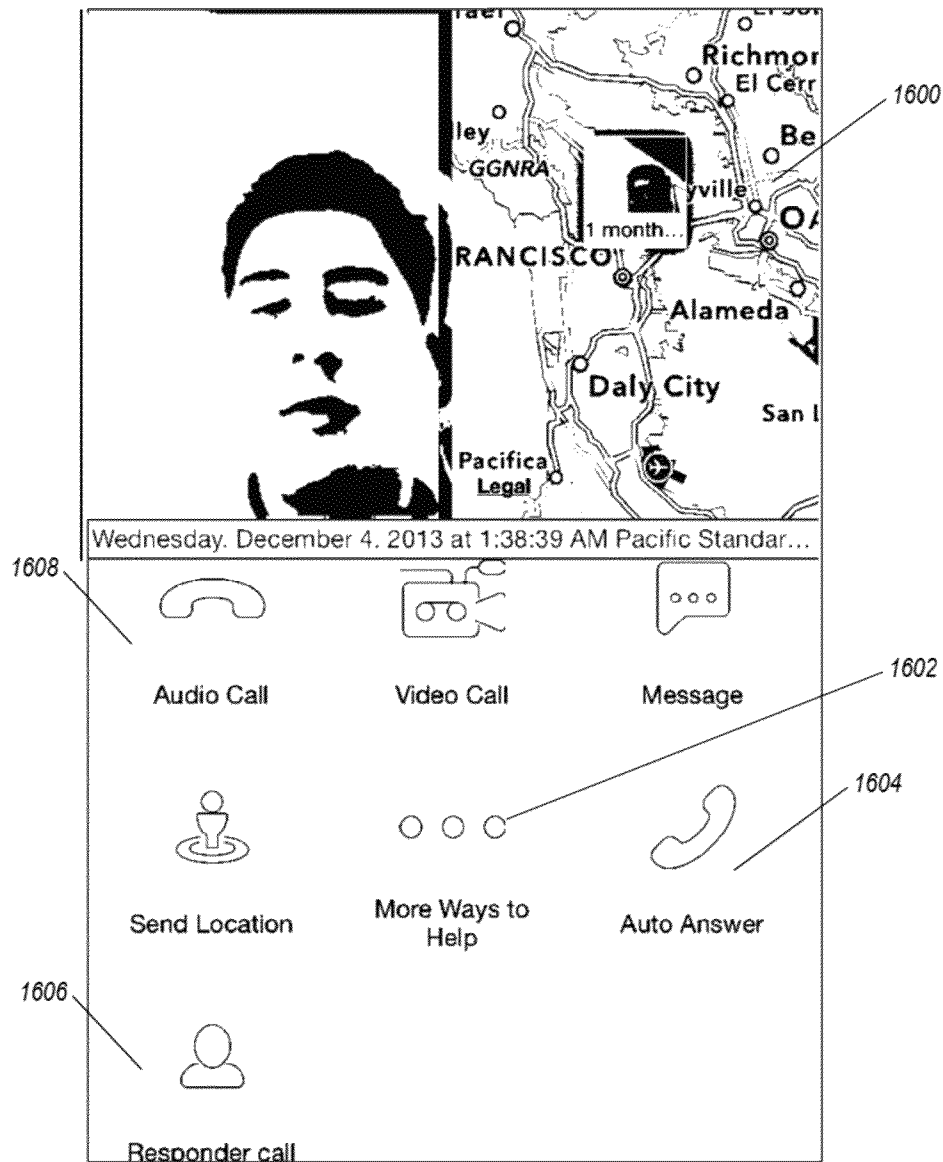 Richmor
El Cerr
1600
ley
Be
GGNRA
yville
1 month...
OA
RANCISCO
Alameda
Daly City
San L
Pacifica
Legal
Wednesday. December 4. 2013 at 1:38:39 AM Pacific Standar...
1608
Audio Call
Video Call
Message
1602
1604
Send Location
More Ways to
Help
Auto Answer
1606
Responder call